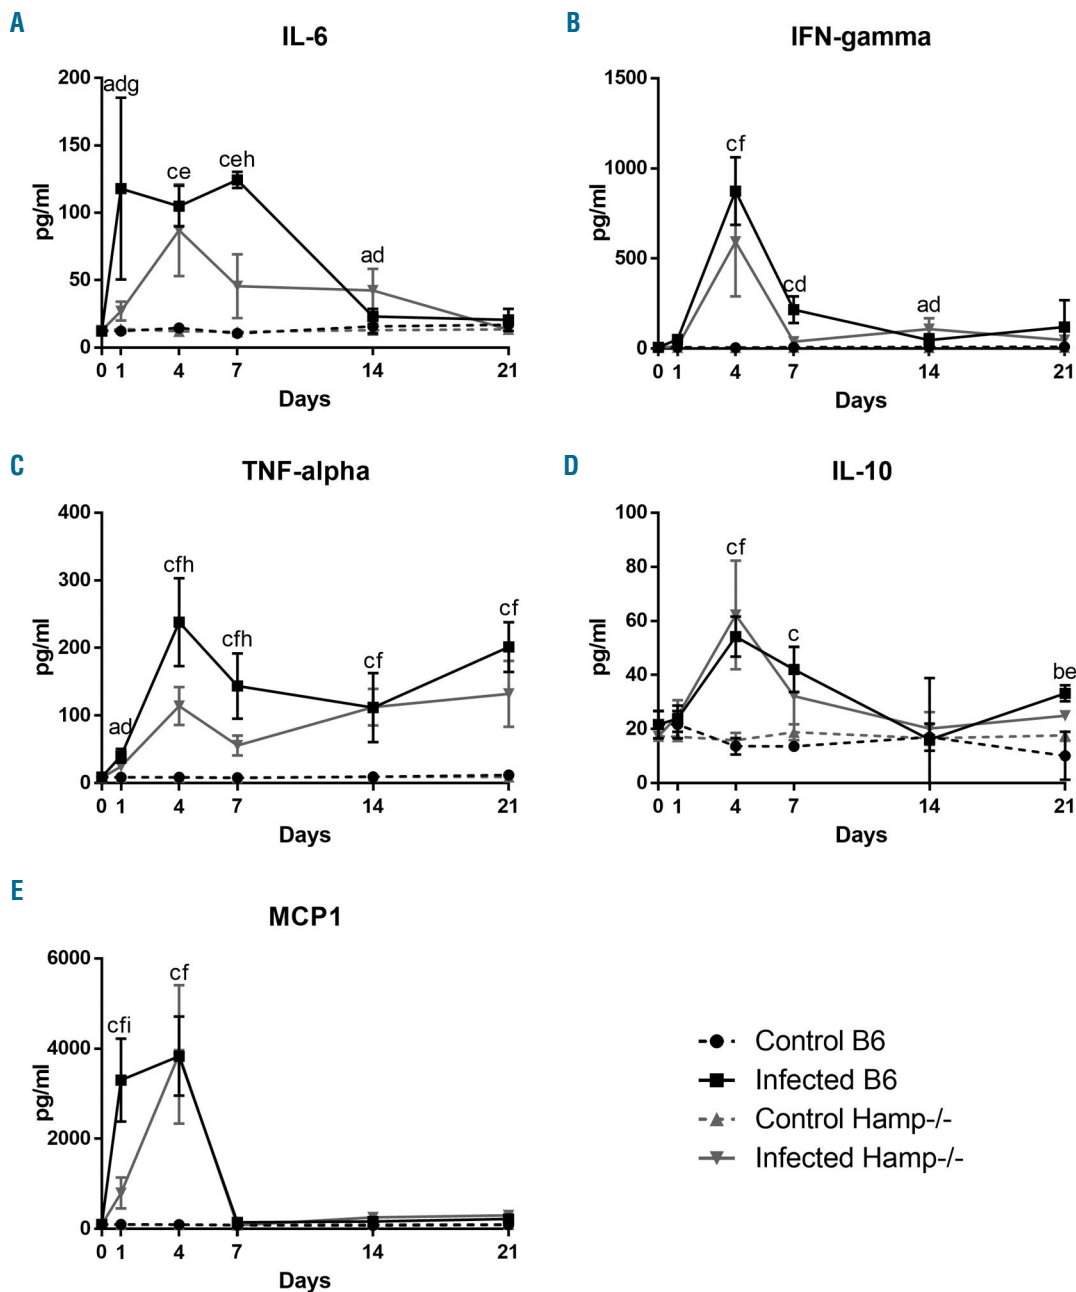 A
IL-6
200
150
100
50
0
pg/ml
adg
ce
ceh
ad
0 1 4 7 14 21
Days
B
IFN-gamma
1500
1000
500
0
pg/ml
cf
cd
ad
0 1 4 7 14 21
Days
C
TNF-alpha
400
300
200
100
0
pg/ml
ad
cfh
cfh
cf
cf
0 1 4 7 14 21
Days
D
IL-10
100
80
60
40
20
0
pg/ml
cf
c
be
0 1 4 7 14 21
Days
E
MCP1
6000
4000
2000
0
pg/ml
cfi
cf
0 1 4 7 14 21
Days
Control B6
Infected B6
Control Hamp-/-
Infected Hamp-/-